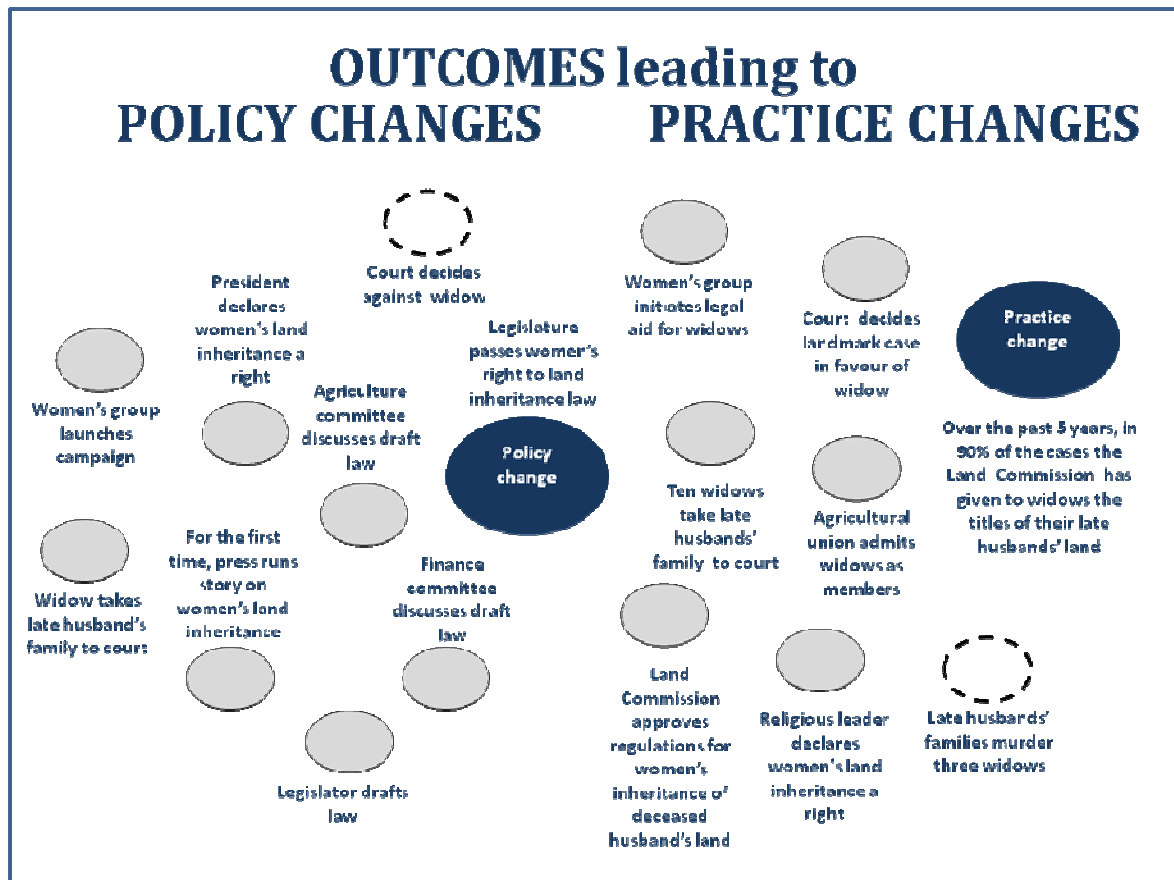 OUTCOMES leading to
POLICY CHANGES
PRACTICE CHANGES
Women's group
launches
campaign
Widow takes
late husband's
family to court
President
declares
women's land
inheritance a
right
For the first
time, press runs
story on
women's land
inheritance
Court decides
against widow
Agriculture
committee
discusses draft
law
Legislator drafts
law
Finance
committee
discusses draft
law
Legislature
passes women's
right to land
inheritance law
Policy
change
Women's group
initiates legal
aid for widows
Ten widows
take late
husbands'
family to court
Land
Commission
approves
regulations for
women's
inheritance of
deceased
husband's land
Court decides
landmark case
in favour of
widow
Agricultural
union admits
widows as
members
Religious leader
declares
women's land
inheritance a
right
Practice
change
Over the past 5 years, in
90% of the cases the
Land Commission has
given to widows the
titles of their late
husbands' land
Late husbands'
families murder
three widows